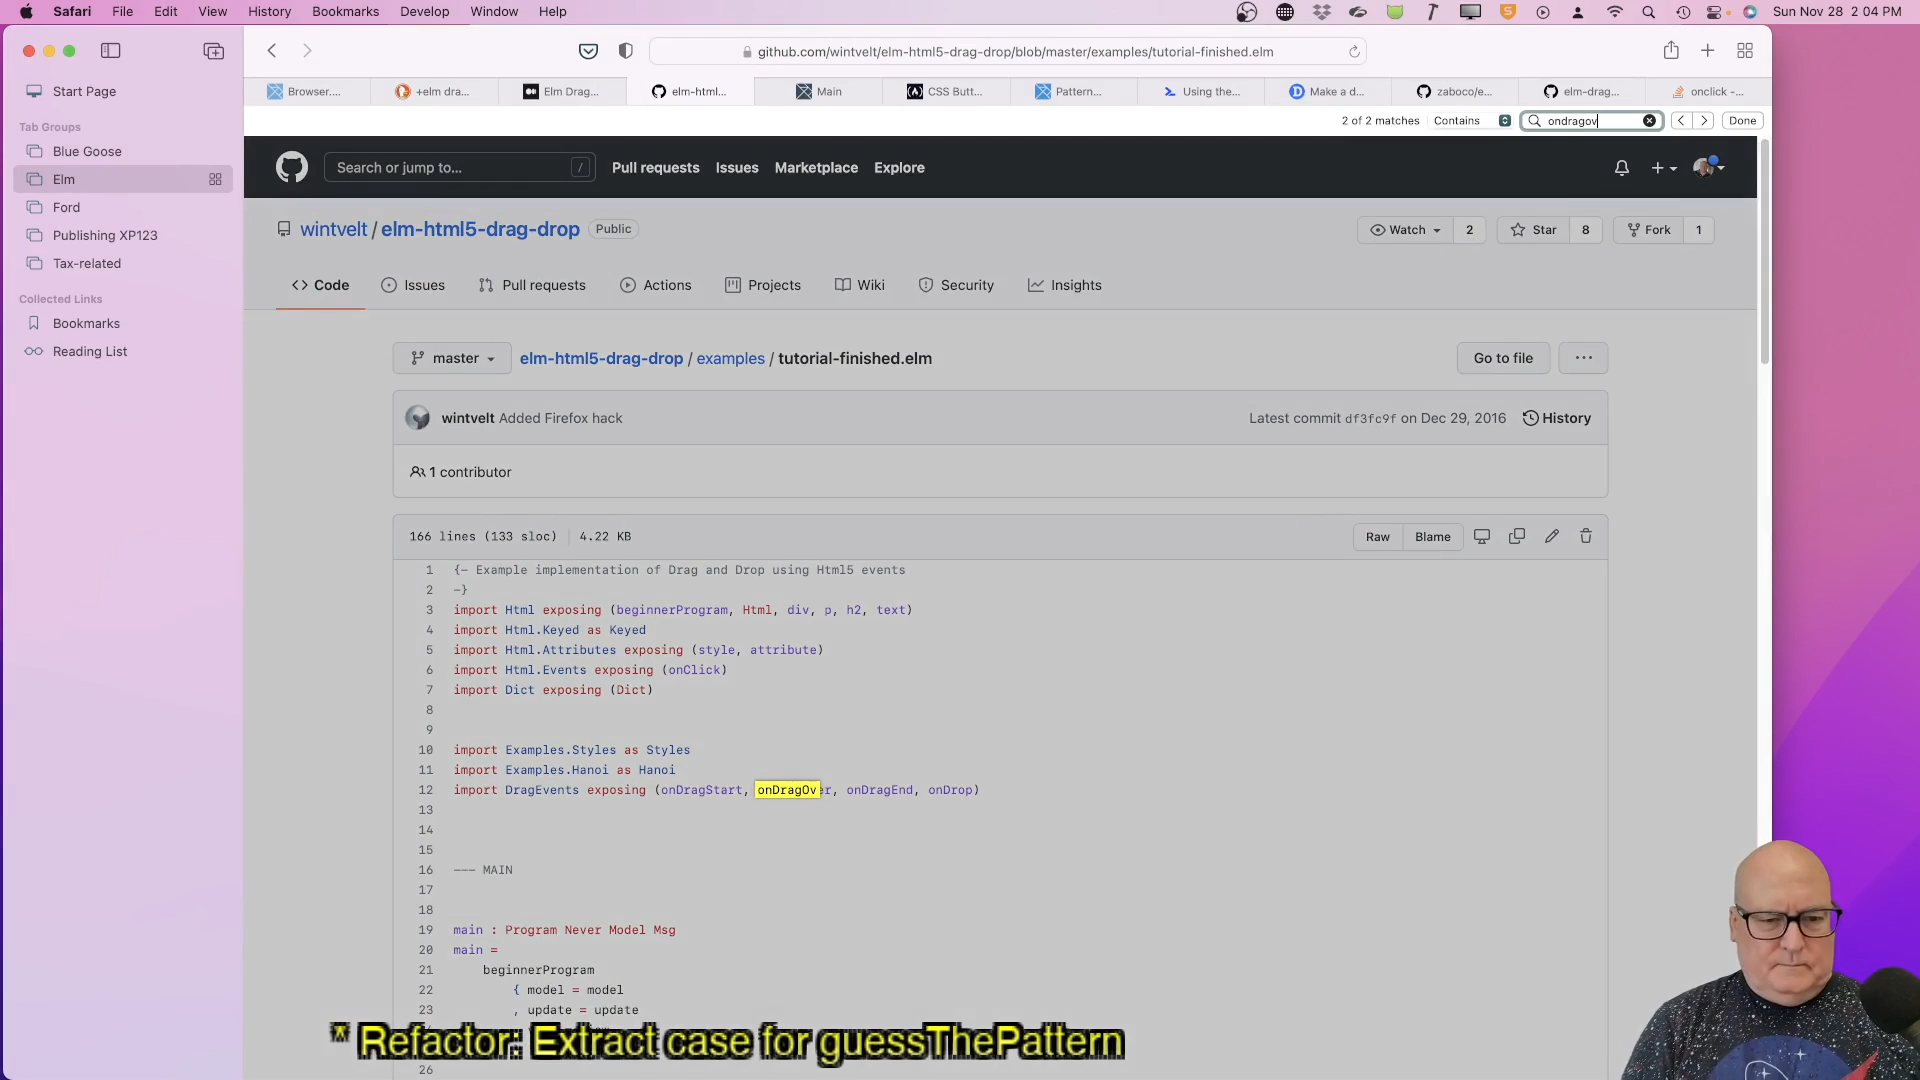 Safari File Edit View History Bookmarks Develop Window Help Sun Nov 28 2:04 PM
github.com/wintvelt/elm-html5-drag-drop/blob/master/examples/tutorial-finished.elm
Start Page
Tab Groups
Blue Goose
Elm
Ford
Publishing XP123
Tax-related
Collected Links
Bookmarks
Reading List
Browser.... +elm dra... Elm Drag... elm-html... Main CSS Butt... Pattern... Using the... Make a d... zaboco/e... elm-drag... onclick -...
2 of 2 matches Contains ondragov Done
Search or jump to... / Pull requests Issues Marketplace Explore
wintvelt / elm-html5-drag-drop Public Watch 2 Star 8 Fork 1
Code Issues Pull requests Actions Projects Wiki Security Insights
master elm-html5-drag-drop / examples / tutorial-finished.elm Go to file ...
wintvelt Added Firefox hack Latest commit df3fc9f on Dec 29, 2016 History
1 contributor
166 lines (133 sloc) 4.22 KB Raw Blame
1 {- Example implementation of Drag and Drop using Html5 events
2 -}
3 import Html exposing (beginnerProgram, Html, div, p, h2, text)
4 import Html.Keyed as Keyed
5 import Html.Attributes exposing (style, attribute)
6 import Html.Events exposing (onClick)
7 import Dict exposing (Dict)
8
9
10 import Examples.Styles as Styles
11 import Examples.Hanoi as Hanoi
12 import DragEvents exposing (onDragStart, onDragOver, onDragEnd, onDrop)
13
14
15
16 --- MAIN
17
18
19 main : Program Never Model Msg
20 main =
21 beginnerProgram
22 { model = model
23 , update = update
* Refactor: Extract case for guessThePattern
26